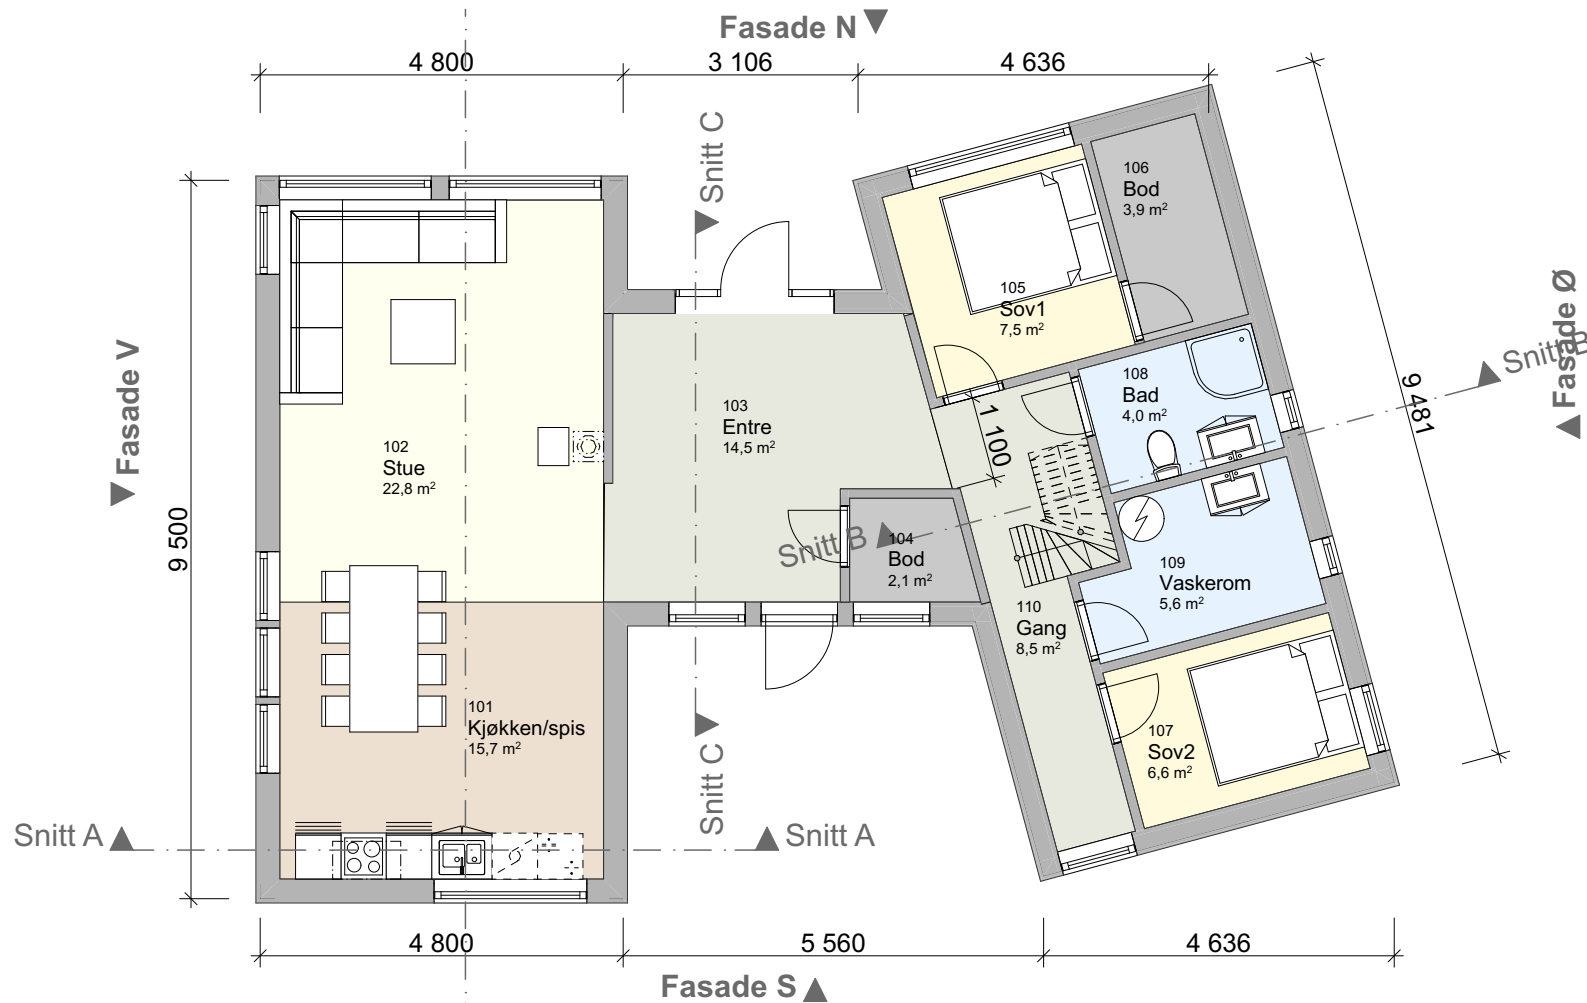 Fasade N
4 800
3 106
4 636
Snitt C
106
Bod
3,9 m²
105
Sov1
7,5 m²
Fasade V
Fasade Ø
Snitt B
9 481
108
Bad
4,0 m²
103
Entre
14,5 m²
1 100
102
Stue
22,8 m²
9 500
Snitt B
104
Bod
2,1 m²
109
Vaskerom
5,6 m²
110
Gang
8,5 m²
101
Kjøkken/spis
15,7 m²
107
Sov2
6,6 m²
Snitt C
Snitt A
Snitt A
4 800
5 560
4 636
Fasade S